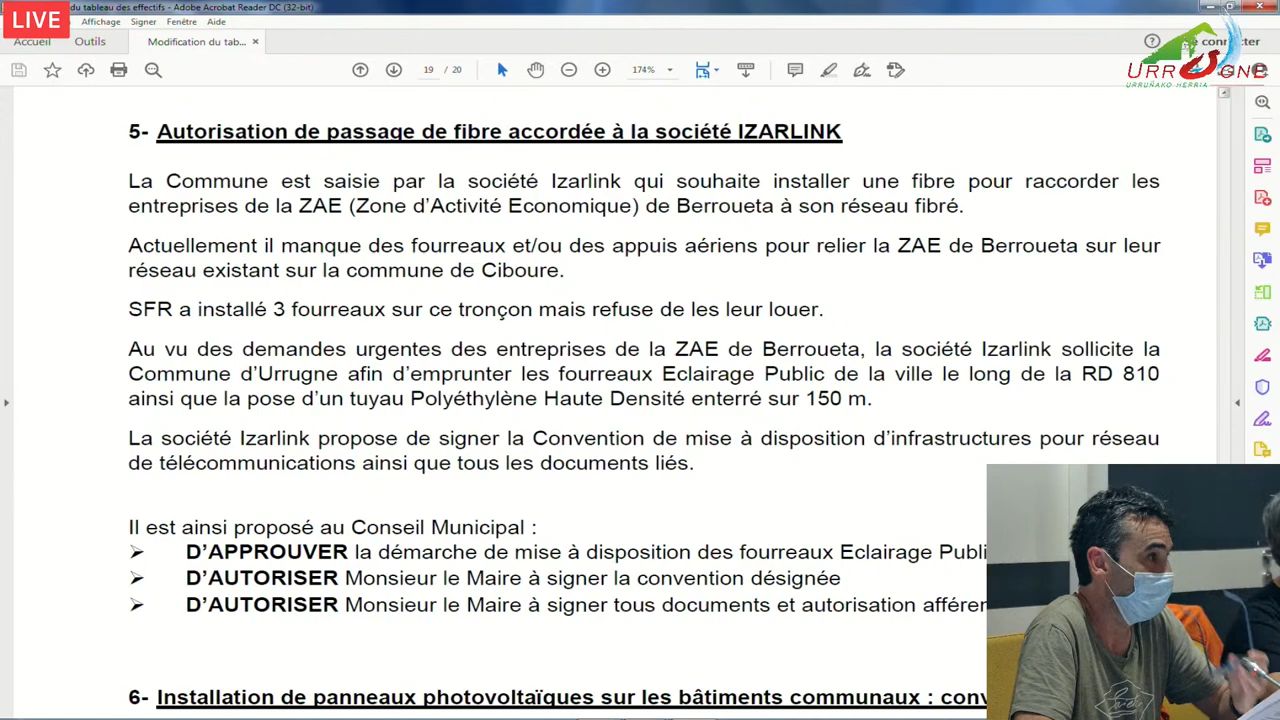 LIVE
du tableau des effectifs - Adobe Acrobat Reader DC (32-bit)
Affichage Signer Fenêtre Aide
Accueil Outils Modification du tab... ×
19 / 20 174%
URRUGNE
URRUÑAKO HERRIA
5- Autorisation de passage de fibre accordée à la société IZARLINK
La Commune est saisie par la société Izarlink qui souhaite installer une fibre pour raccorder les
entreprises de la ZAE (Zone d'Activité Economique) de Berroueta à son réseau fibré.
Actuellement il manque des fourreaux et/ou des appuis aériens pour relier la ZAE de Berroueta sur leur
réseau existant sur la commune de Ciboure.
SFR a installé 3 fourreaux sur ce tronçon mais refuse de les leur louer.
Au vu des demandes urgentes des entreprises de la ZAE de Berroueta, la société Izarlink sollicite la
Commune d'Urrugne afin d'emprunter les fourreaux Eclairage Public de la ville le long de la RD 810
ainsi que la pose d'un tuyau Polyéthylène Haute Densité enterré sur 150 m.
La société Izarlink propose de signer la Convention de mise à disposition d'infrastructures pour réseau
de télécommunications ainsi que tous les documents liés.
Il est ainsi proposé au Conseil Municipal :
➢ D'APPROUVER la démarche de mise à disposition des fourreaux Eclairage Publi
➢ D'AUTORISER Monsieur le Maire à signer la convention désignée
➢ D'AUTORISER Monsieur le Maire à signer tous documents et autorisation afféren
6- Installation de panneaux photovoltaïques sur les bâtiments communaux : conv